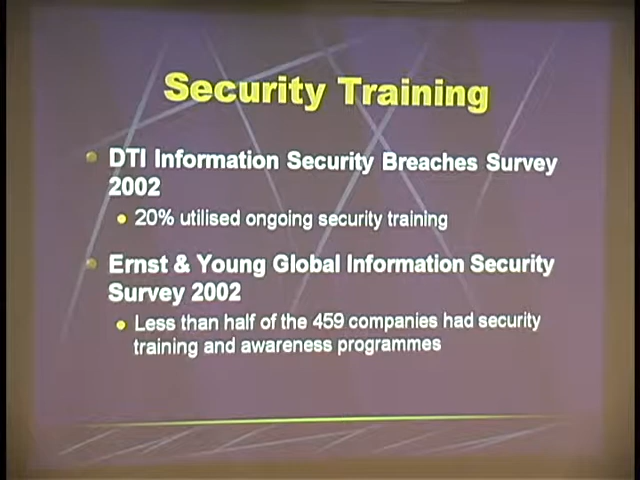 Security Training
DTI Information Security Breaches Survey
2002
20% utilised ongoing security training
Ernst & Young Global Information Security
Survey 2002
Less than half of the 459 companies had security
training and awareness programmes